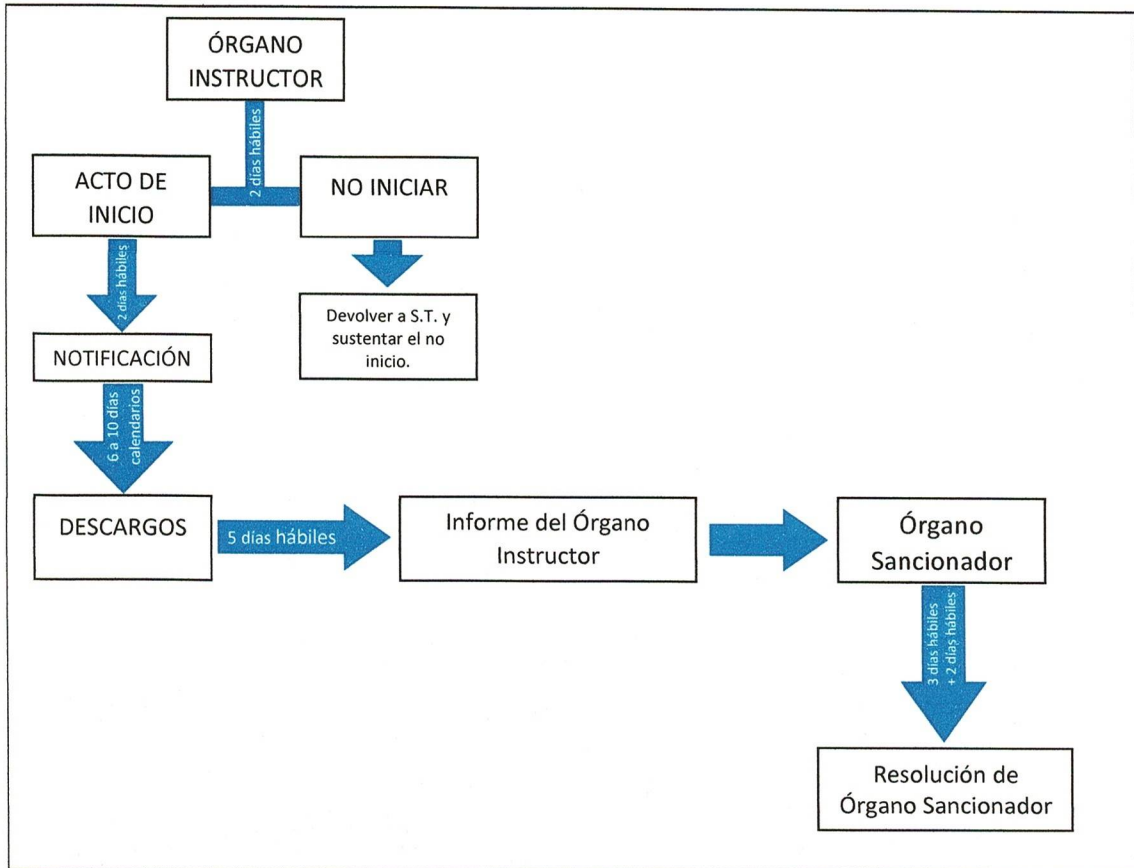 ÓRGANO
INSTRUCTOR
2 días hábiles
ACTO DE
INICIO
NO INICIAR
2 días hábiles
Devolver a S.T. y
sustentar el no
inicio.
NOTIFICACIÓN
6 a 10 días
calendarios
DESCARGOS
5 días hábiles
Informe del Órgano
Instructor
Órgano
Sancionador
3 días hábiles
+ 2 días hábiles
Resolución de
Órgano Sancionador